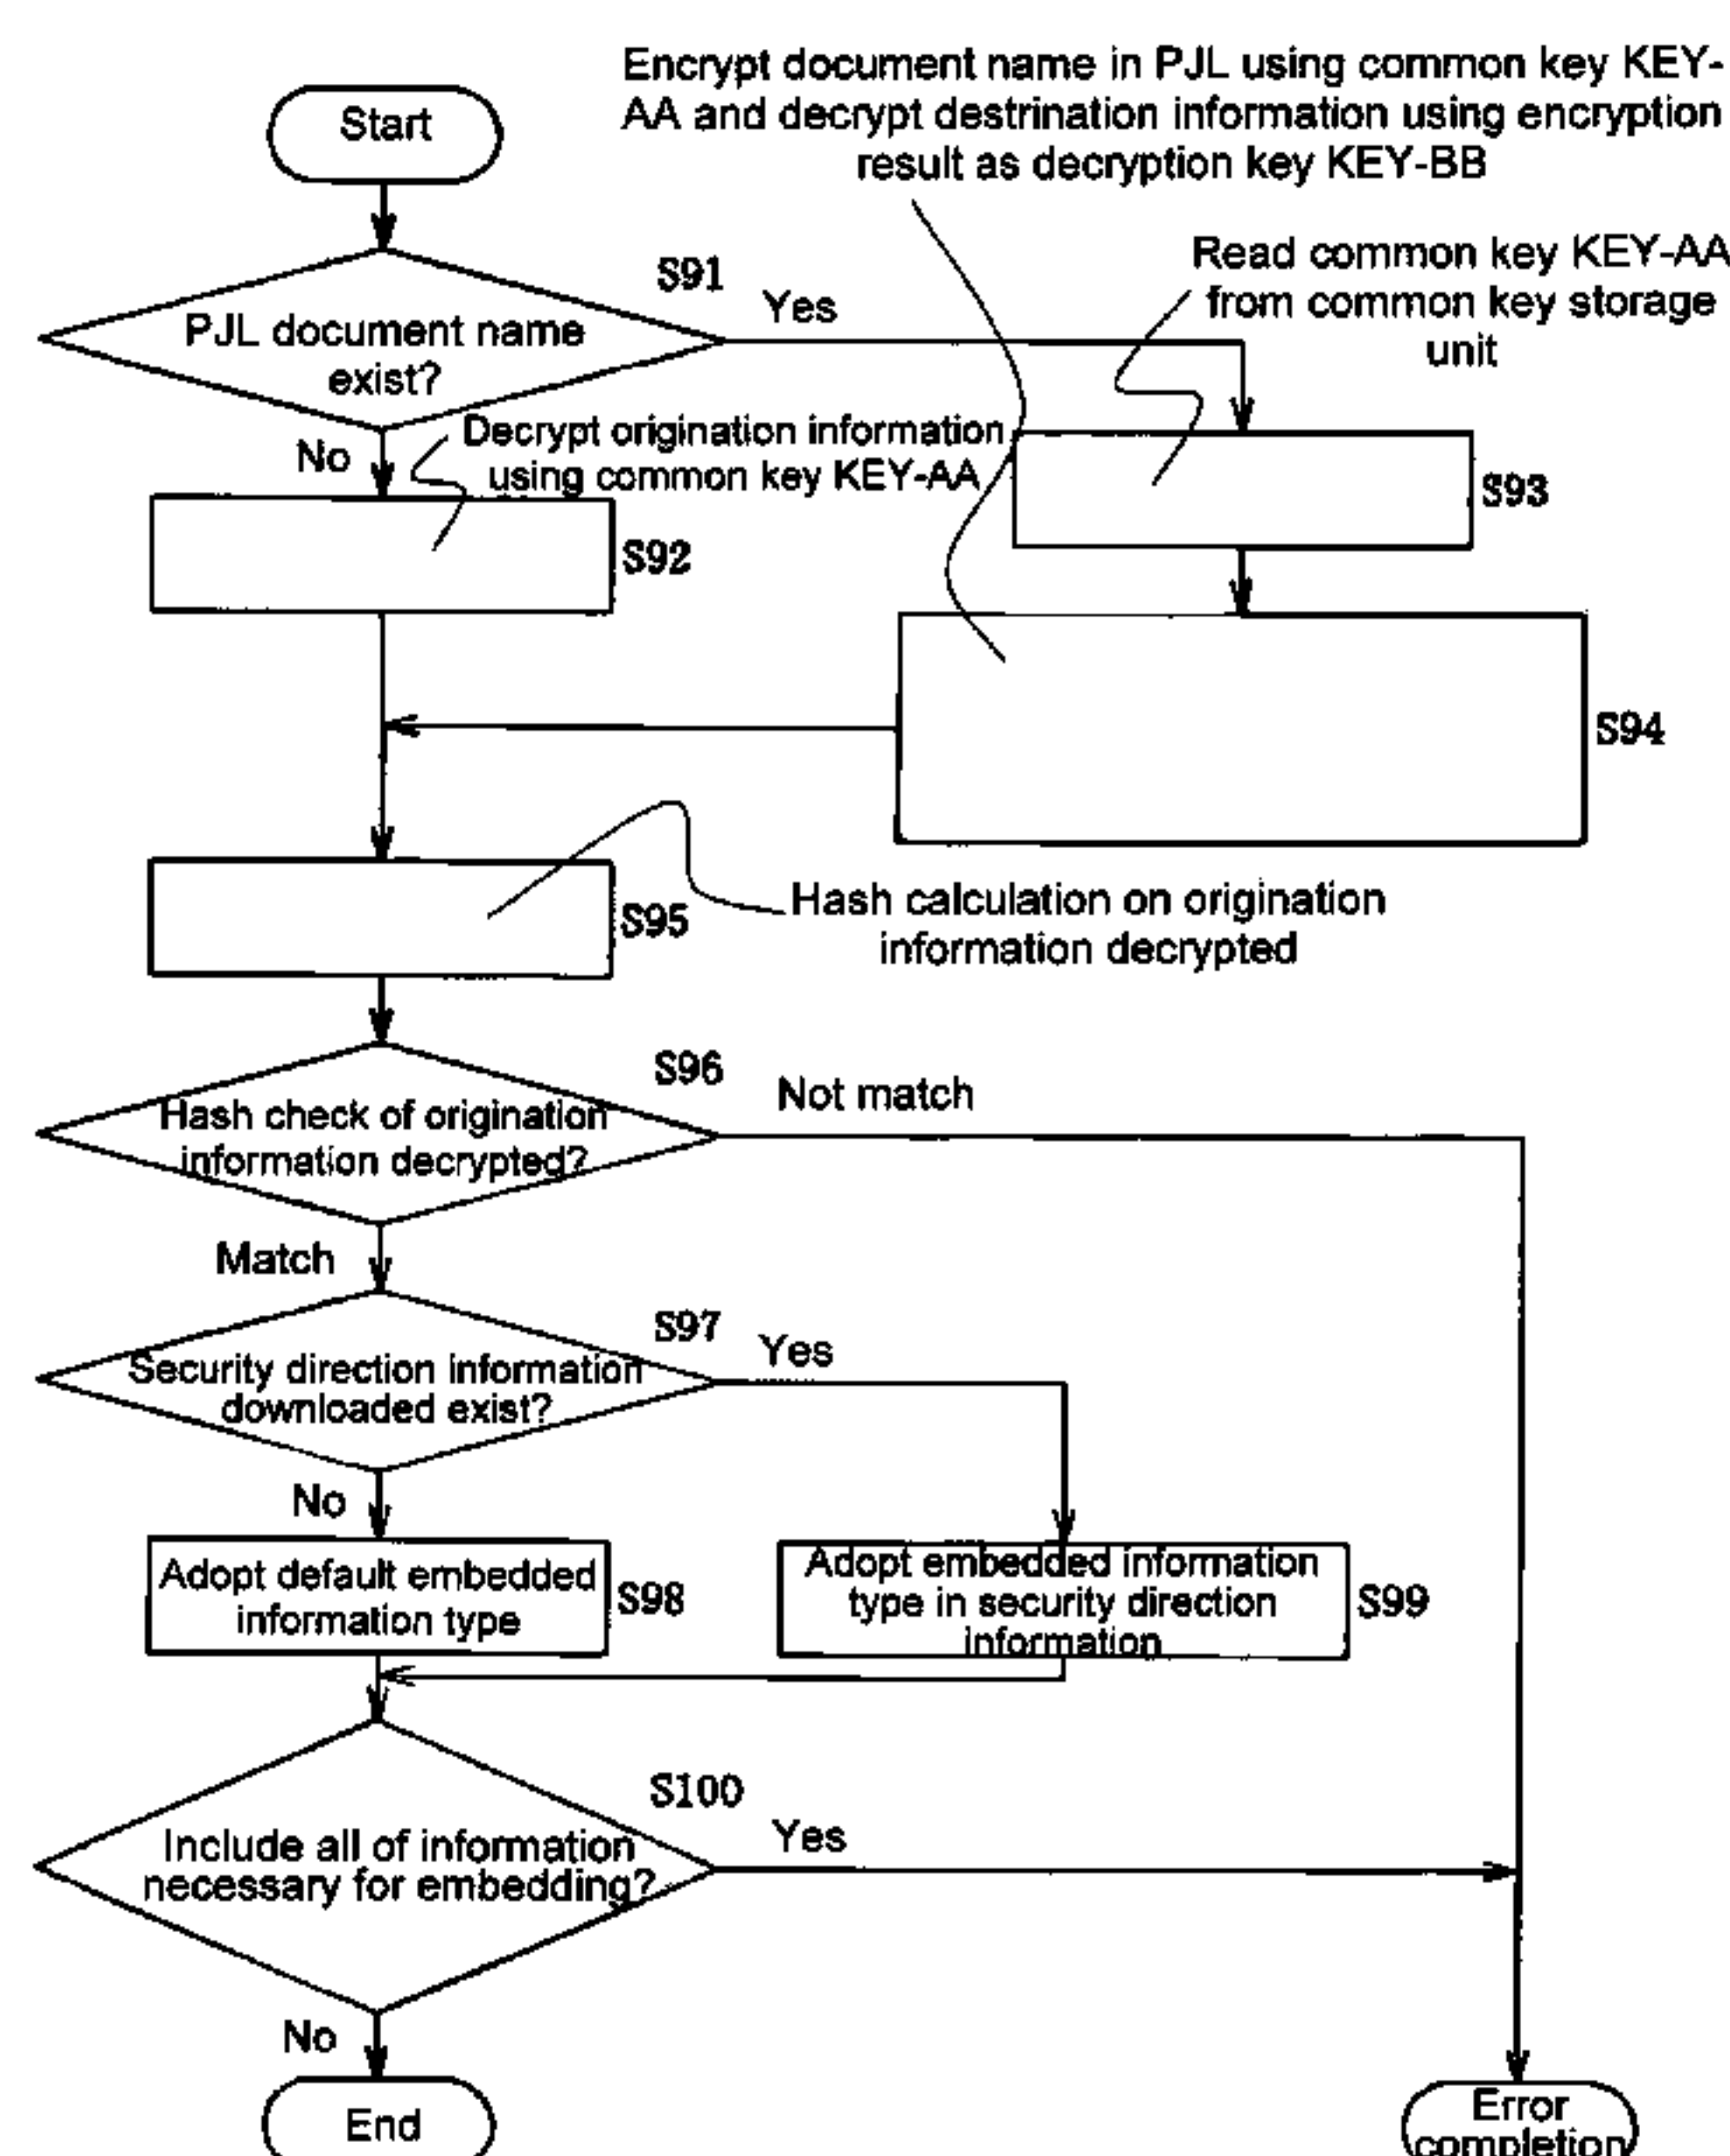 Encrypt document name in PJL using common key KEY-
AA and decrypt destrination information using encryption
result as decryption key KEY-BB
Start
Read common key KEY-AA
from common key storage
unit
S91
Yes
PJL document name
exist?
No
Decrypt origination information
using common key KEY-AA
S93
S92
S94
S95
Hash calculation on origination
information decrypted
S96
Not match
Hash check of origination
information decrypted?
Match
S97
Yes
Security direction information
downloaded exist?
No
Adopt default embedded
information type
S98
Adopt embedded information
type in security direction
information
S99
S100
Yes
Include all of information
necessary for embedding?
No
End
Error
completion